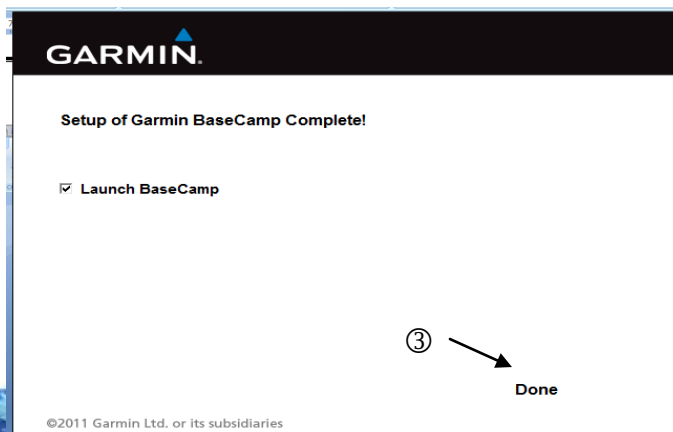 GARMIN.
Setup of Garmin BaseCamp Complete!
Launch BaseCamp
③
Done
©2011 Garmin Ltd. or its subsidiaries